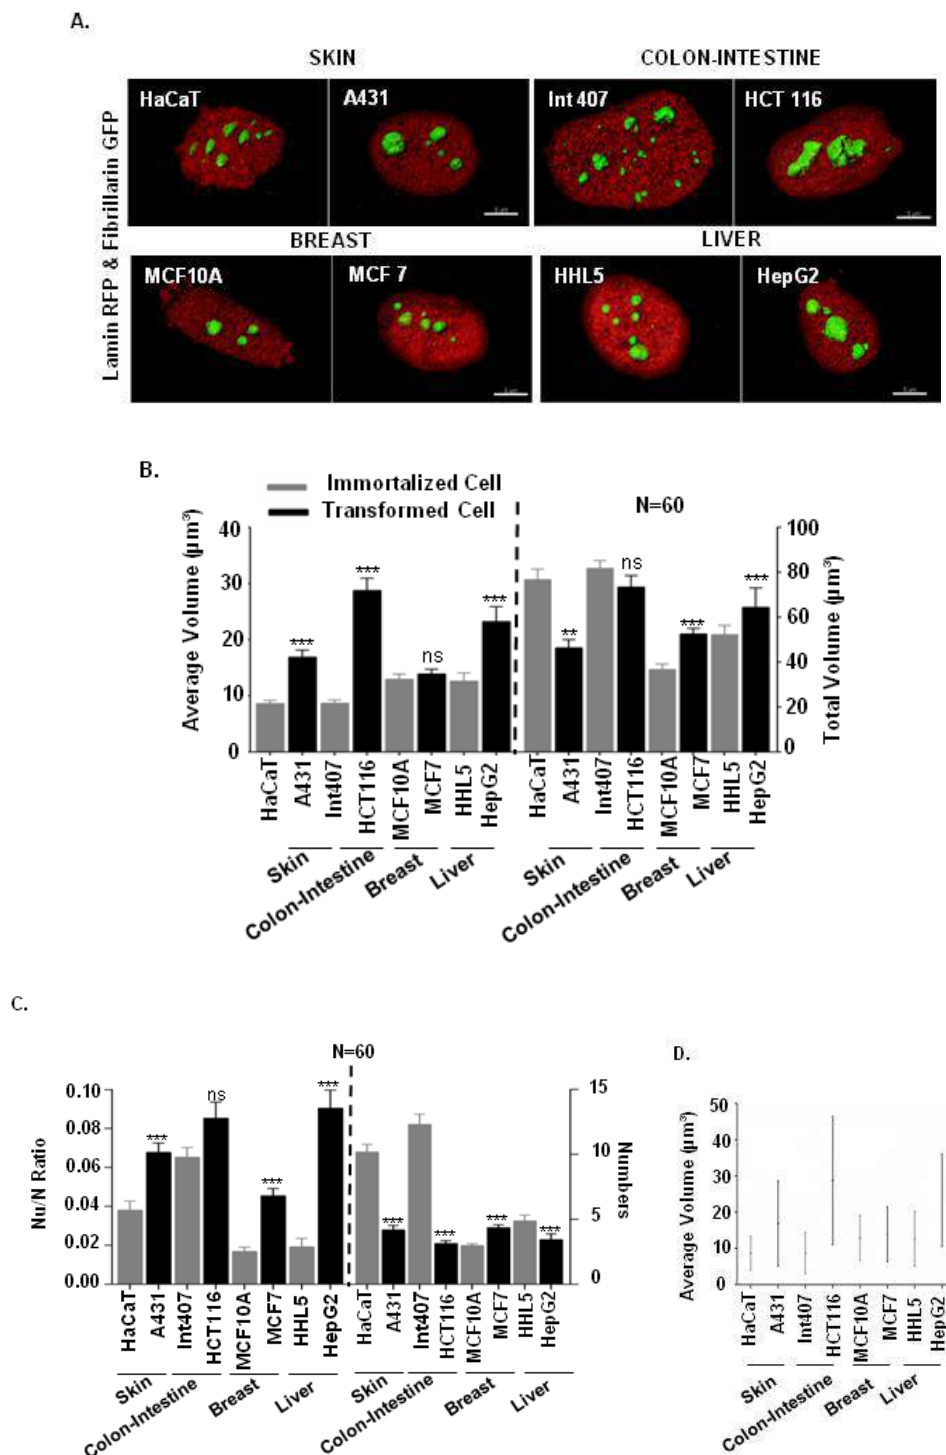 A.
SKIN
COLON-INTESTINE
Lamin RFP & Fibrillarin GFP
HaCaT
A431
Int 407
HCT 116
BREAST
LIVER
MCF10A
MCF 7
HHL5
HepG2
B.
Immortalized Cell
Transformed Cell
N=60
Average Volume (µm³)
40
30
20
10
0
***
***
ns
***
**
ns
***
***
100
80
60
40
20
0
Total Volume (µm³)
HaCaT
A431
Int407
HCT116
MCF10A
MCF7
HHL5
HepG2
HaCaT
A431
Int407
HCT116
MCF10A
MCF7
HHL5
HepG2
Skin
Colon-Intestine
Breast
Liver
Skin
Colon-Intestine
Breast
Liver
C.
N=60
Nu/N Ratio
0.10
0.08
0.06
0.04
0.02
0.00
***
ns
***
***
***
***
***
***
15
10
5
0
Numbers
HaCaT
A431
Int407
HCT116
MCF10A
MCF7
HHL5
HepG2
HaCaT
A431
Int407
HCT116
MCF10A
MCF7
HHL5
HepG2
Skin
Colon-Intestine
Breast
Liver
Skin
Colon-Intestine
Breast
Liver
D.
Average Volume (µm³)
50
40
30
20
10
0
HaCaT
A431
Int407
HCT116
MCF10A
MCF7
HHL5
HepG2
Skin
Colon-Intestine
Breast
Liver